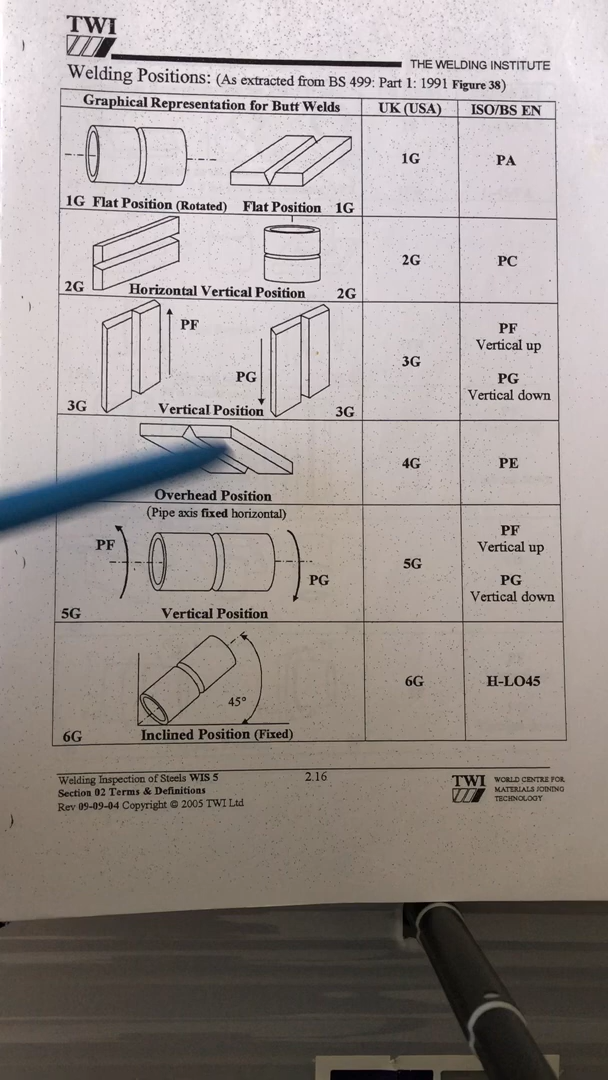 TWI
THE WELDING INSTITUTE
Welding Positions: (As extracted from BS 499: Part 1: 1991 Figure 38)
Graphical Representation for Butt Welds UK (USA) ISO/BS EN
1G PA
1G Flat Position (Rotated) Flat Position 1G
2G PC
2G Horizontal Vertical Position 2G
PF
PG
3G
PF
Vertical up
PG
Vertical down
3G Vertical Position 3G
4G PE
Overhead Position
(Pipe axis fixed horizontal)
PF
PG
5G
PF
Vertical up
PG
Vertical down
5G Vertical Position
45°
6G H-LO45
6G Inclined Position (Fixed)
Welding Inspection of Steels WIS 5
Section 02 Terms & Definitions
Rev 09-09-04 Copyright © 2005 TWI Ltd
2.16
TWI
WORLD CENTRE FOR
MATERIALS JOINING
TECHNOLOGY